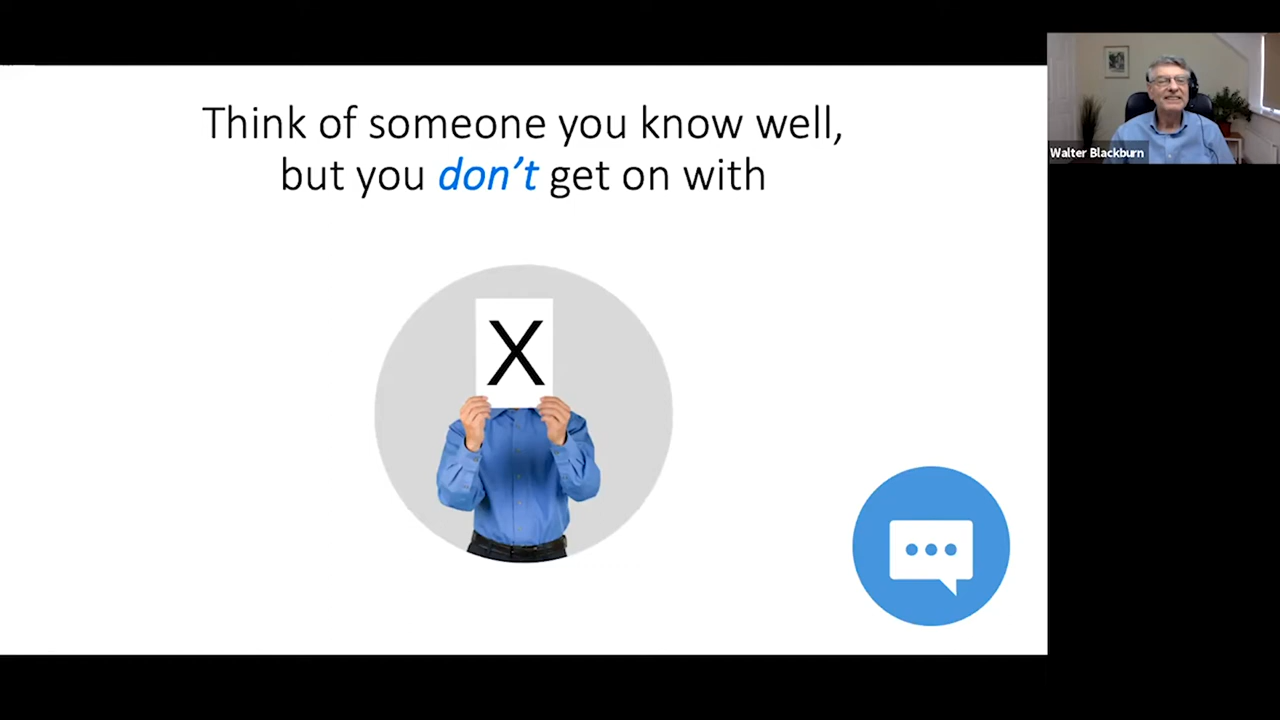 Think of someone you know well,
but you don’t get on with
X
Walter Blackburn